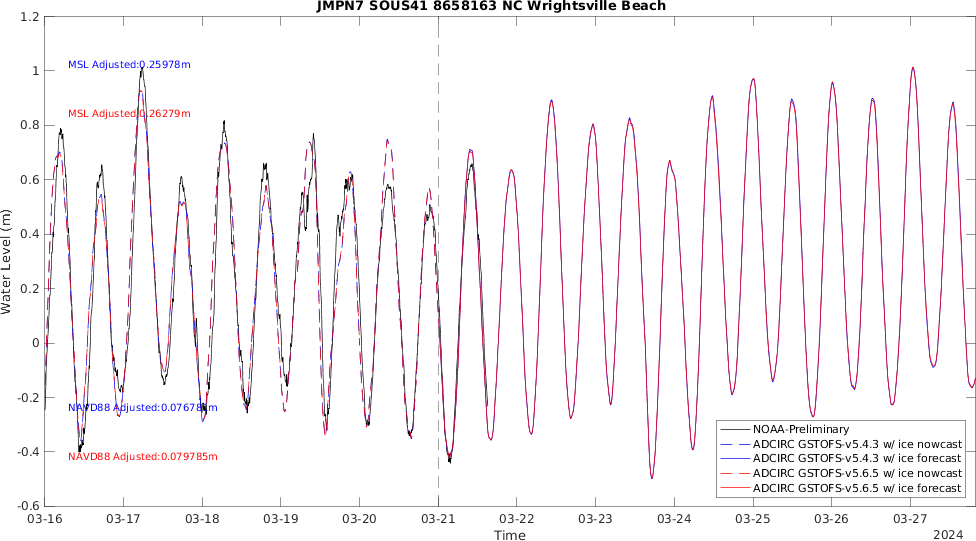 JMPN7 SOUS41 8658163 NC Wrightsville Beach
1.2
1
0.8
0.6
0.4
0.2
0
-0.2
-0.4
-0.6
Water Level (m)
MSL Adjusted:0.25978m
MSL Adjusted:0.26279m
NAVD88 Adjusted:0.076781m
NAVD88 Adjusted:0.079785m
NOAA-Preliminary
ADCIRC GSTOFS-v5.4.3 w/ ice nowcast
ADCIRC GSTOFS-v5.4.3 w/ ice forecast
ADCIRC GSTOFS-v5.6.5 w/ ice nowcast
ADCIRC GSTOFS-v5.6.5 w/ ice forecast
03-16 03-17 03-18 03-19 03-20 03-21 03-22 03-23 03-24 03-25 03-26 03-27
Time
2024